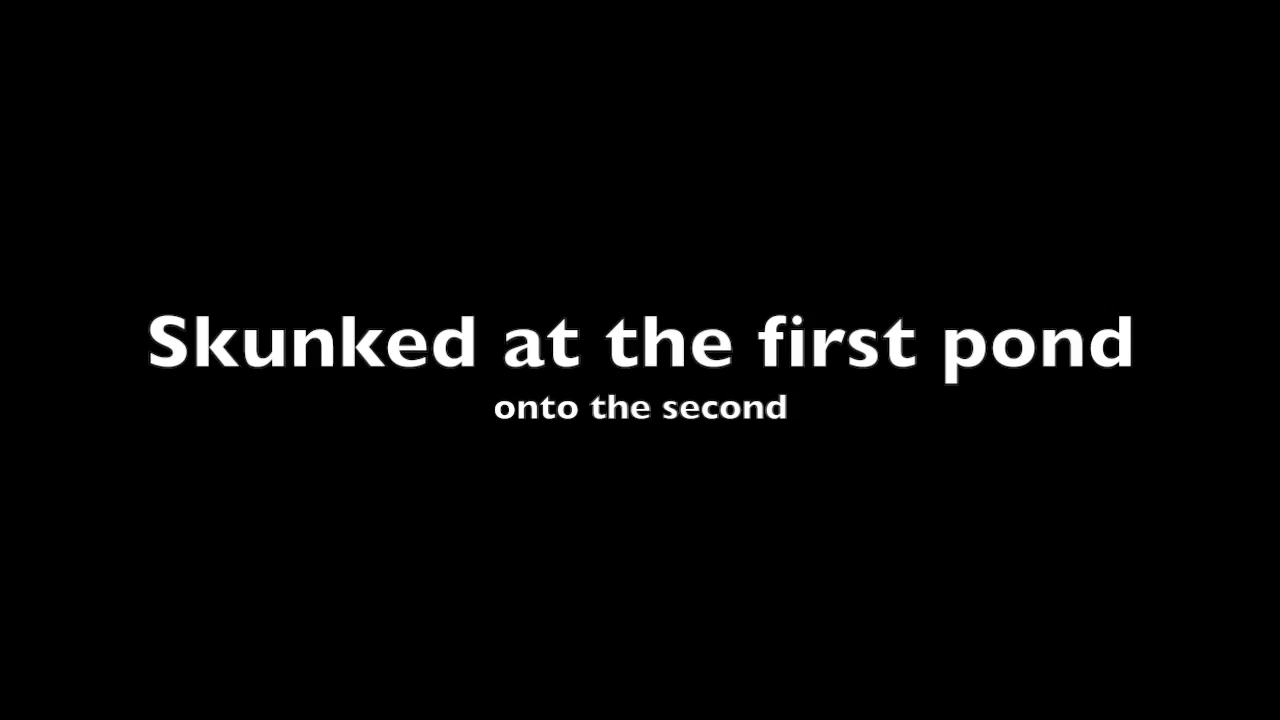 Skunked at the first pond
onto the second